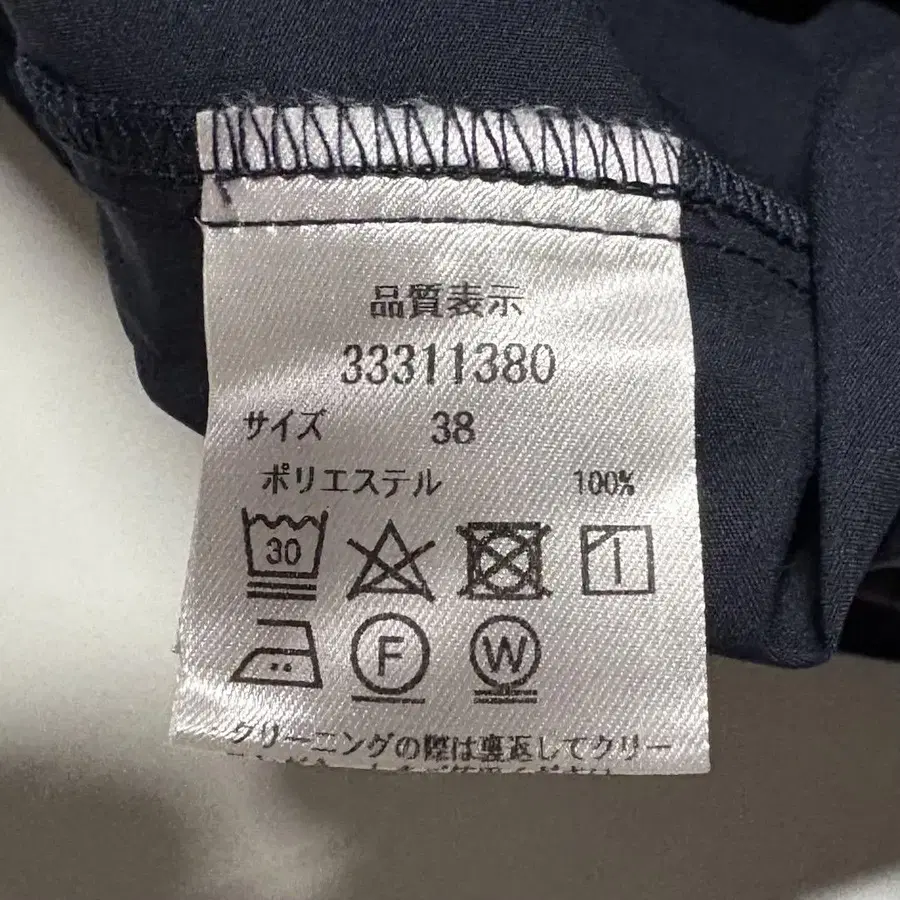 品質表示
33311380
サイズ 38
ポリエステル 100%
30
F W
クリーニングの際は裏返してクリー